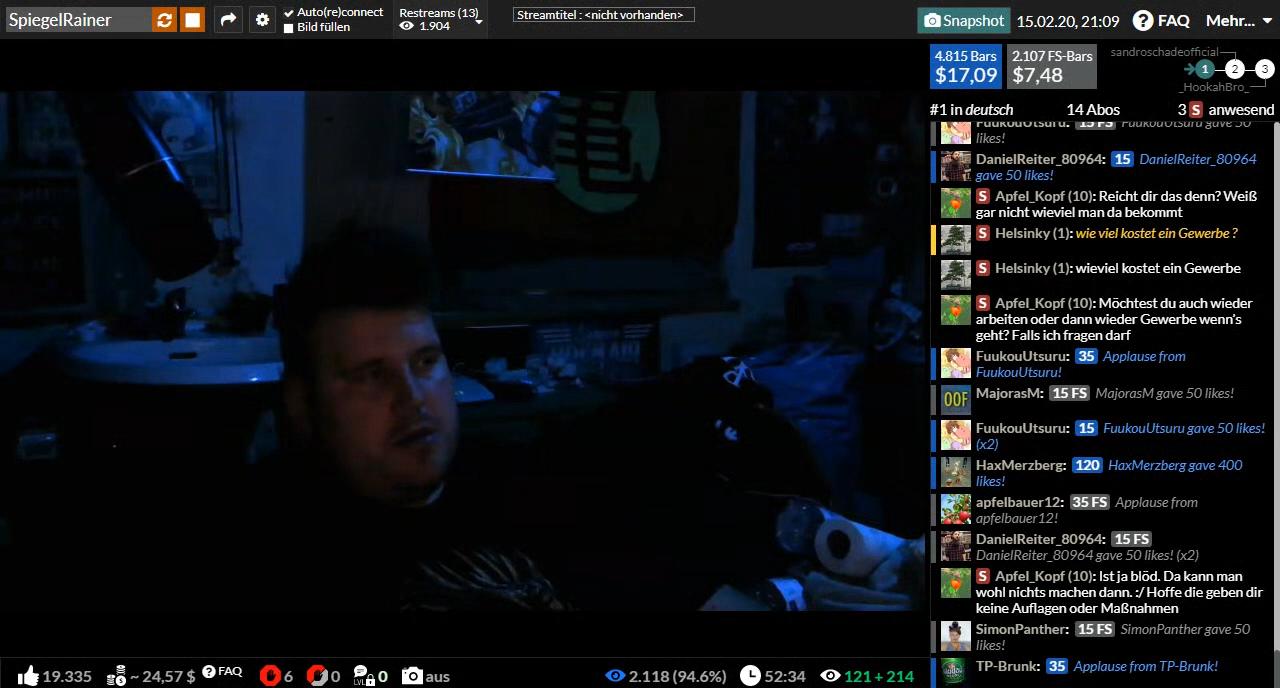 SpiegelRainer
Auto(re)connect
Bild füllen
Restreams (13)
1.904
Streamtitel : <nicht vorhanden>
Snapshot
15.02.20, 21:09
FAQ
Mehr...
4.815 Bars
$17,09
2.107 FS-Bars
$7,48
sandroschadeofficial
1 2 3
_HookahBro_
#1 in deutsch
14 Abos
3 S anwesend
FuukouUtsuru: 15 FS FuukouUtsuru gave 50
likes!
DanielReiter_80964: 15 DanielReiter_80964
gave 50 likes!
S Apfel_Kopf (10): Reicht dir das denn? Weiß
gar nicht wieviel man da bekommt
S Helsinky (1): wie viel kostet ein Gewerbe ?
S Helsinky (1): wieviel kostet ein Gewerbe
S Apfel_Kopf (10): Möchtest du auch wieder
arbeiten oder dann wieder Gewerbe wenn's
geht? Falls ich fragen darf
FuukouUtsuru: 35 Applause from
FuukouUtsuru!
OOF
MajorasM: 15 FS MajorasM gave 50 likes!
FuukouUtsuru: 15 FuukouUtsuru gave 50 likes!
(x2)
HaxMerzberg: 120 HaxMerzberg gave 400
likes!
apfelbauer12: 35 FS Applause from
apfelbauer12!
DanielReiter_80964: 15 FS
DanielReiter_80964 gave 50 likes! (x2)
S Apfel_Kopf (10): Ist ja blöd. Da kann man
wohl nichts machen dann. :/ Hoffe die geben dir
keine Auflagen oder Maßnahmen
SimonPanther: 15 FS SimonPanther gave 50
likes!
TP-Brunk: 35 Applause from TP-Brunk!
19.335
~ 24,57 $
FAQ
6
0
LVL
0
aus
2.118 (94.6%)
52:34
121 + 214